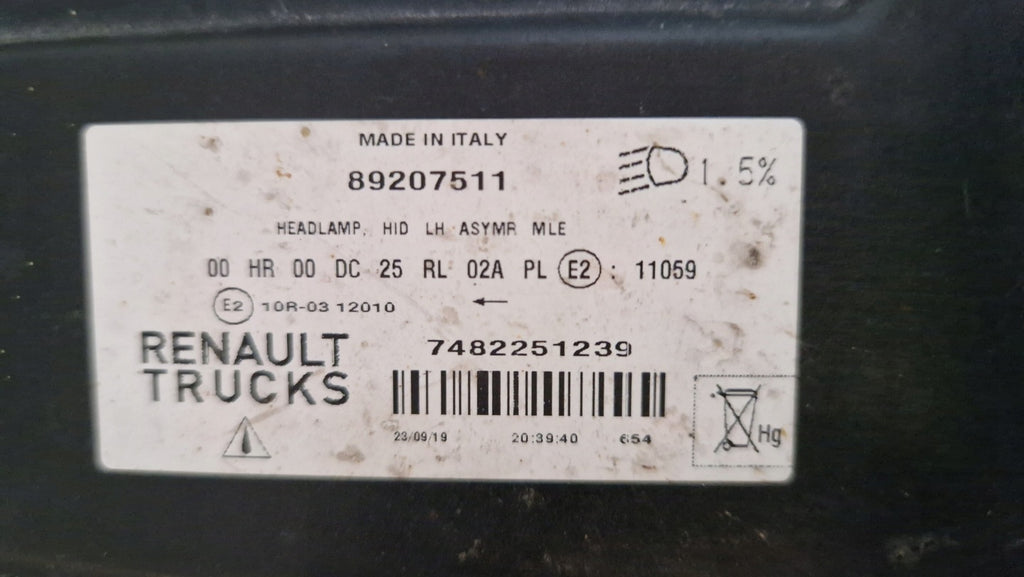 MADE IN ITALY
89207511
1.5%
HEADLAMP, HID LH ASYMR MLE
00 HR 00 DC 25 RL 02A PL E2 : 11059
E2 10R-03 12010
RENAULT
TRUCKS
7482251239
23/09/19 20:39:40 654
Hg